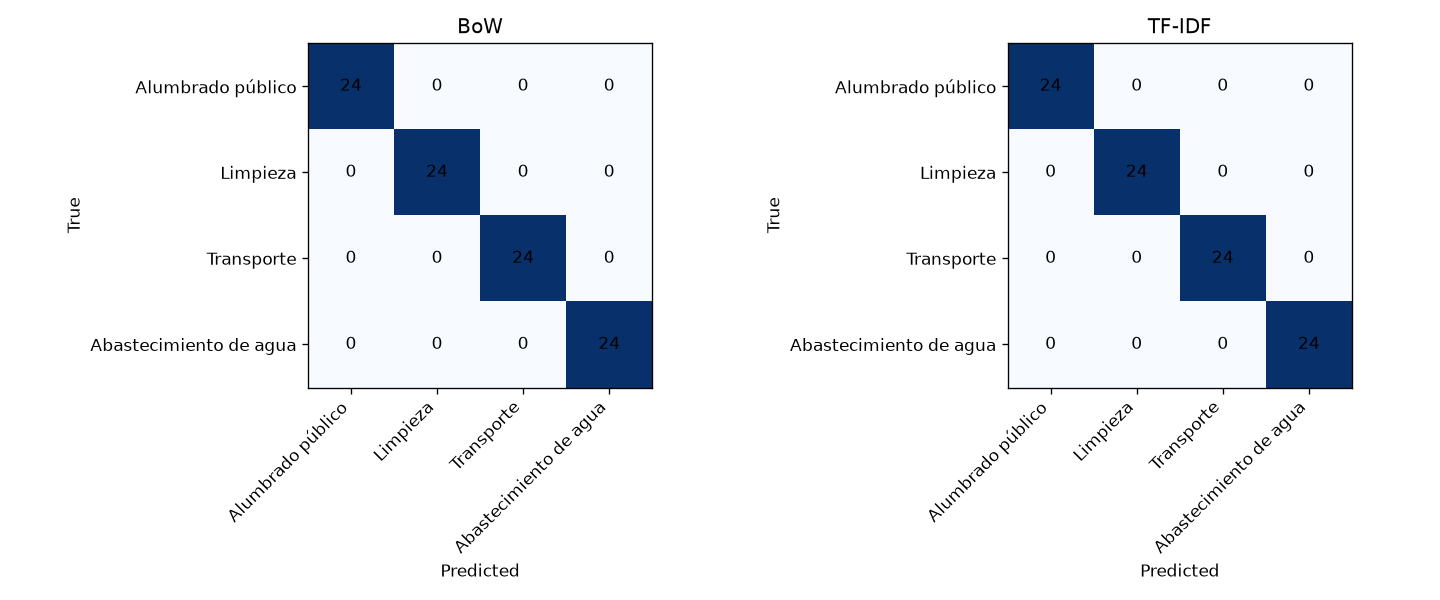 BoW
True
Alumbrado público 24 0 0 0
Limpieza 0 24 0 0
Transporte 0 0 24 0
Abastecimiento de agua 0 0 0 24
Alumbrado público
Limpieza
Transporte
Abastecimiento de agua
Predicted
TF-IDF
True
Alumbrado público 24 0 0 0
Limpieza 0 24 0 0
Transporte 0 0 24 0
Abastecimiento de agua 0 0 0 24
Alumbrado público
Limpieza
Transporte
Abastecimiento de agua
Predicted